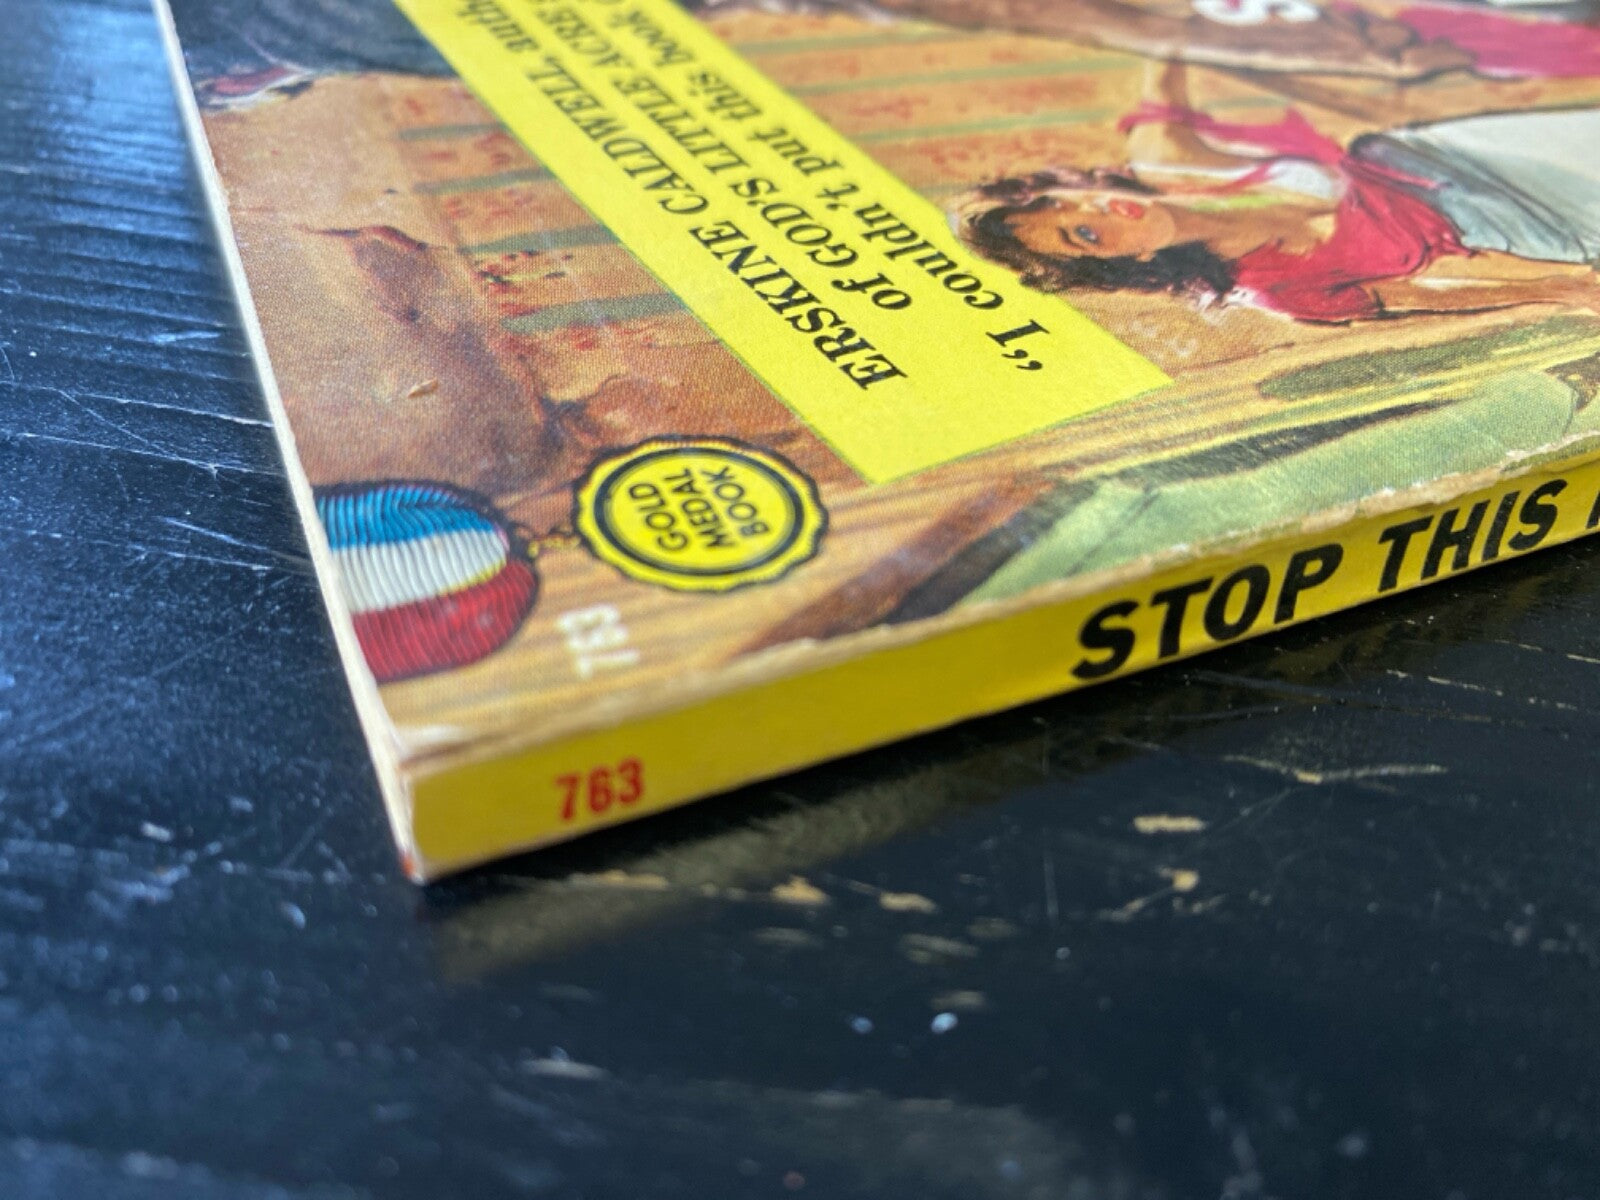 "I couldn't put this book d
ERSKINE CALDWELL, auth
of GOD'S LITTLE ACRE
GOLD
MEDAL
BOOK
763
763
STOP THIS
S